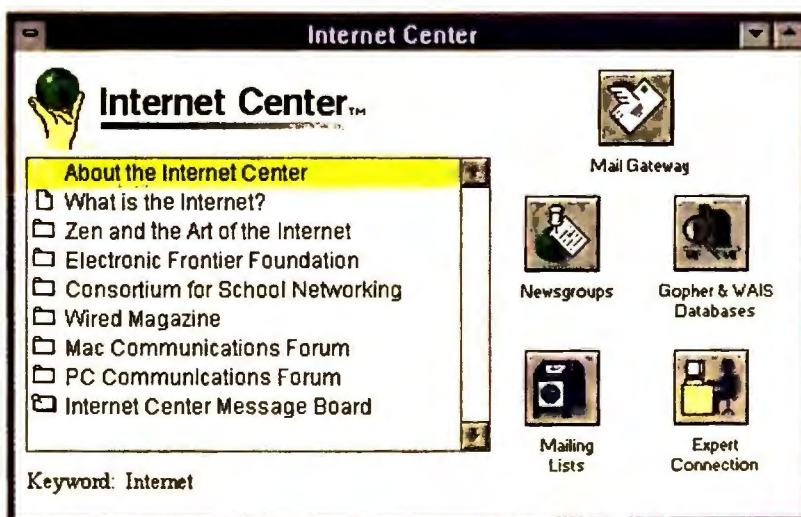 Internet Center
Internet Center™
About the Internet Center
What is the Internet?
Zen and the Art of the Internet
Electronic Frontier Foundation
Consortium for School Networking
Wired Magazine
Mac Communications Forum
PC Communications Forum
Internet Center Message Board
Keyword: Internet
Mail Gateway
Newsgroups
Gopher & WAIS
Databases
Mailing
Lists
Expert
Connection